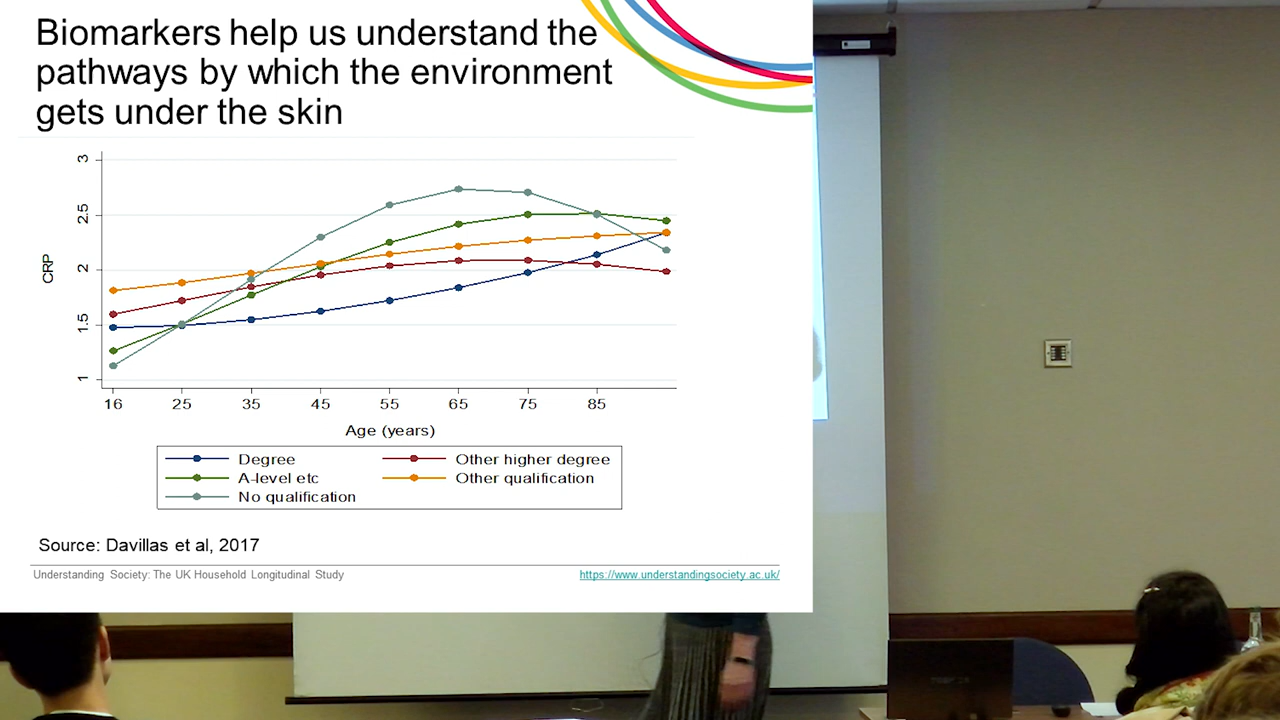 Biomarkers help us understand the
pathways by which the environment
gets under the skin
3
2.5
2
1.5
1
CRP
16 25 35 45 55 65 75 85
Age (years)
Degree Other higher degree
A-level etc Other qualification
No qualification
Source: Davillas et al, 2017
Understanding Society: The UK Household Longitudinal Study https://www.understandingsociety.ac.uk/